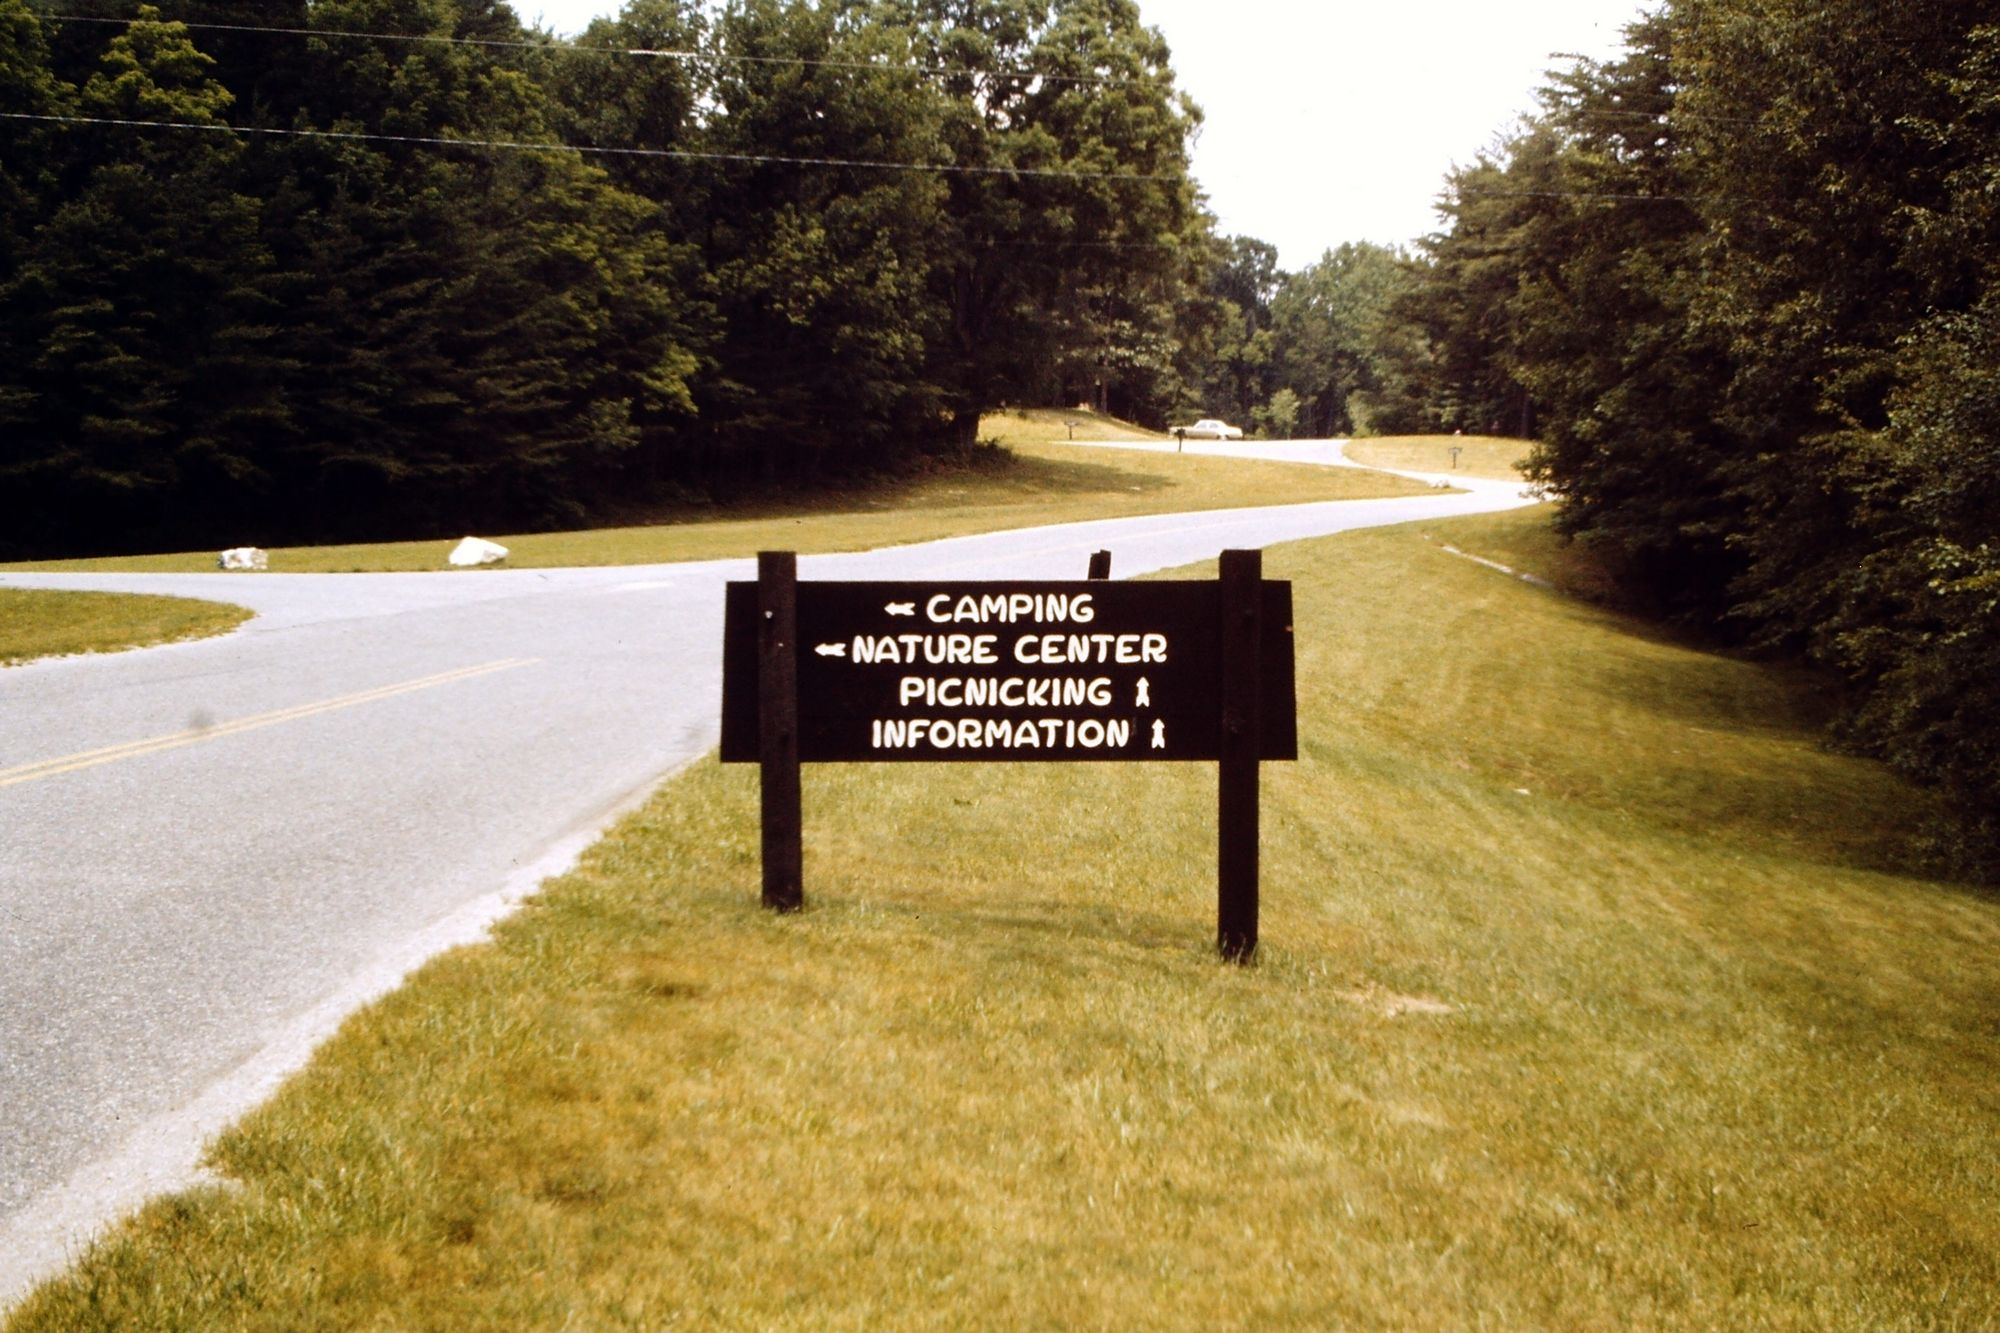 ← CAMPING
← NATURE CENTER
PICNICKING ↑
INFORMATION ↑